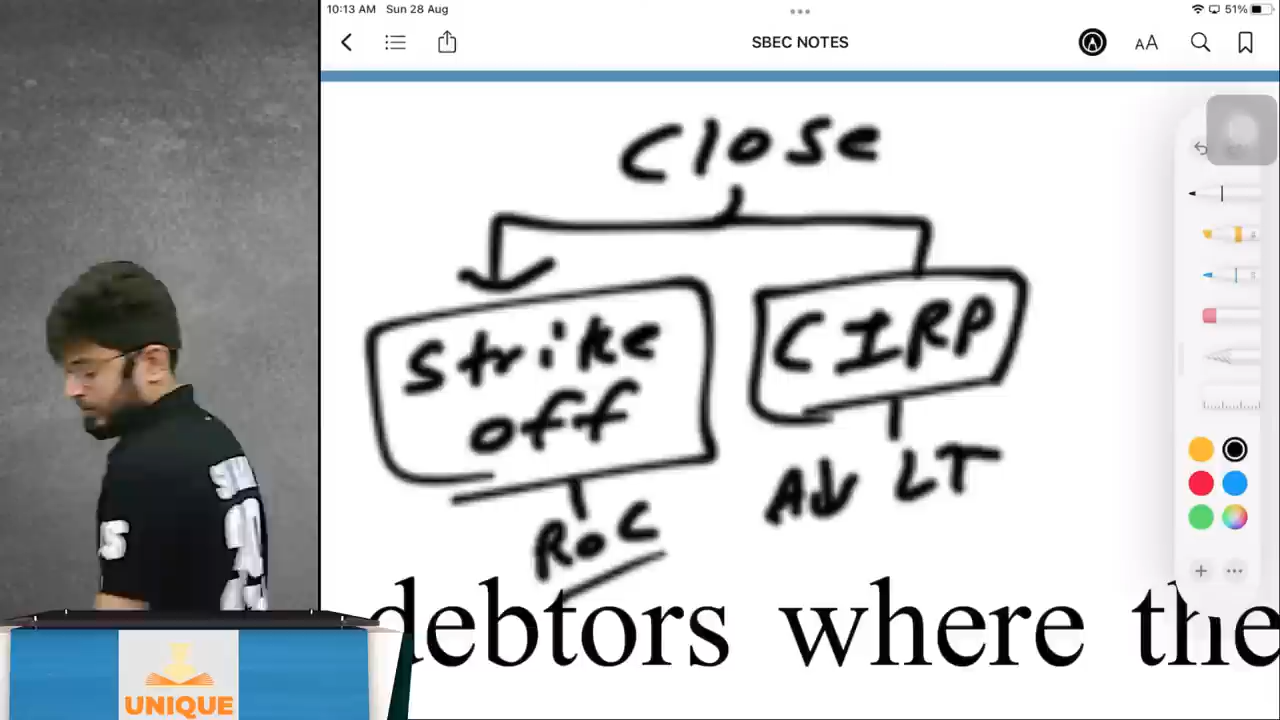 10:13 AM Sun 28 Aug
51%
SBEC NOTES
AA
Close
Strike
off
CIRP
RoC
LT
debtors where the
UNIQUE